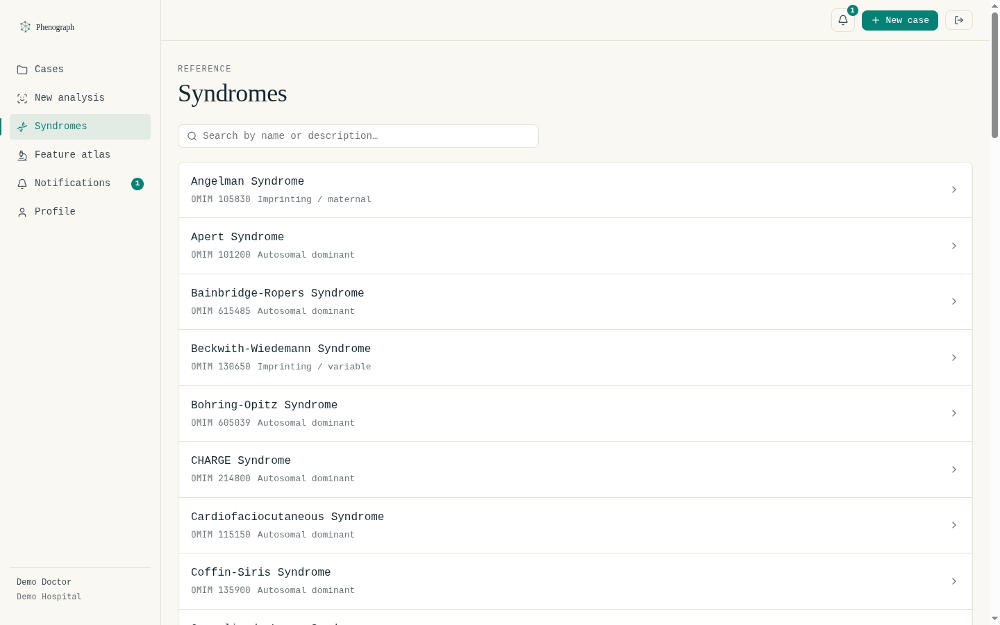 Phenograph
Cases
New analysis
Syndromes
Feature atlas
Notifications 1
Profile
Demo Doctor
Demo Hospital
1
New case
REFERENCE
Syndromes
Search by name or description…
Angelman Syndrome
OMIM 105830 Imprinting / maternal
Apert Syndrome
OMIM 101200 Autosomal dominant
Bainbridge-Ropers Syndrome
OMIM 615485 Autosomal dominant
Beckwith-Wiedemann Syndrome
OMIM 130650 Imprinting / variable
Bohring-Opitz Syndrome
OMIM 605039 Autosomal dominant
CHARGE Syndrome
OMIM 214800 Autosomal dominant
Cardiofaciocutaneous Syndrome
OMIM 115150 Autosomal dominant
Coffin-Siris Syndrome
OMIM 135900 Autosomal dominant